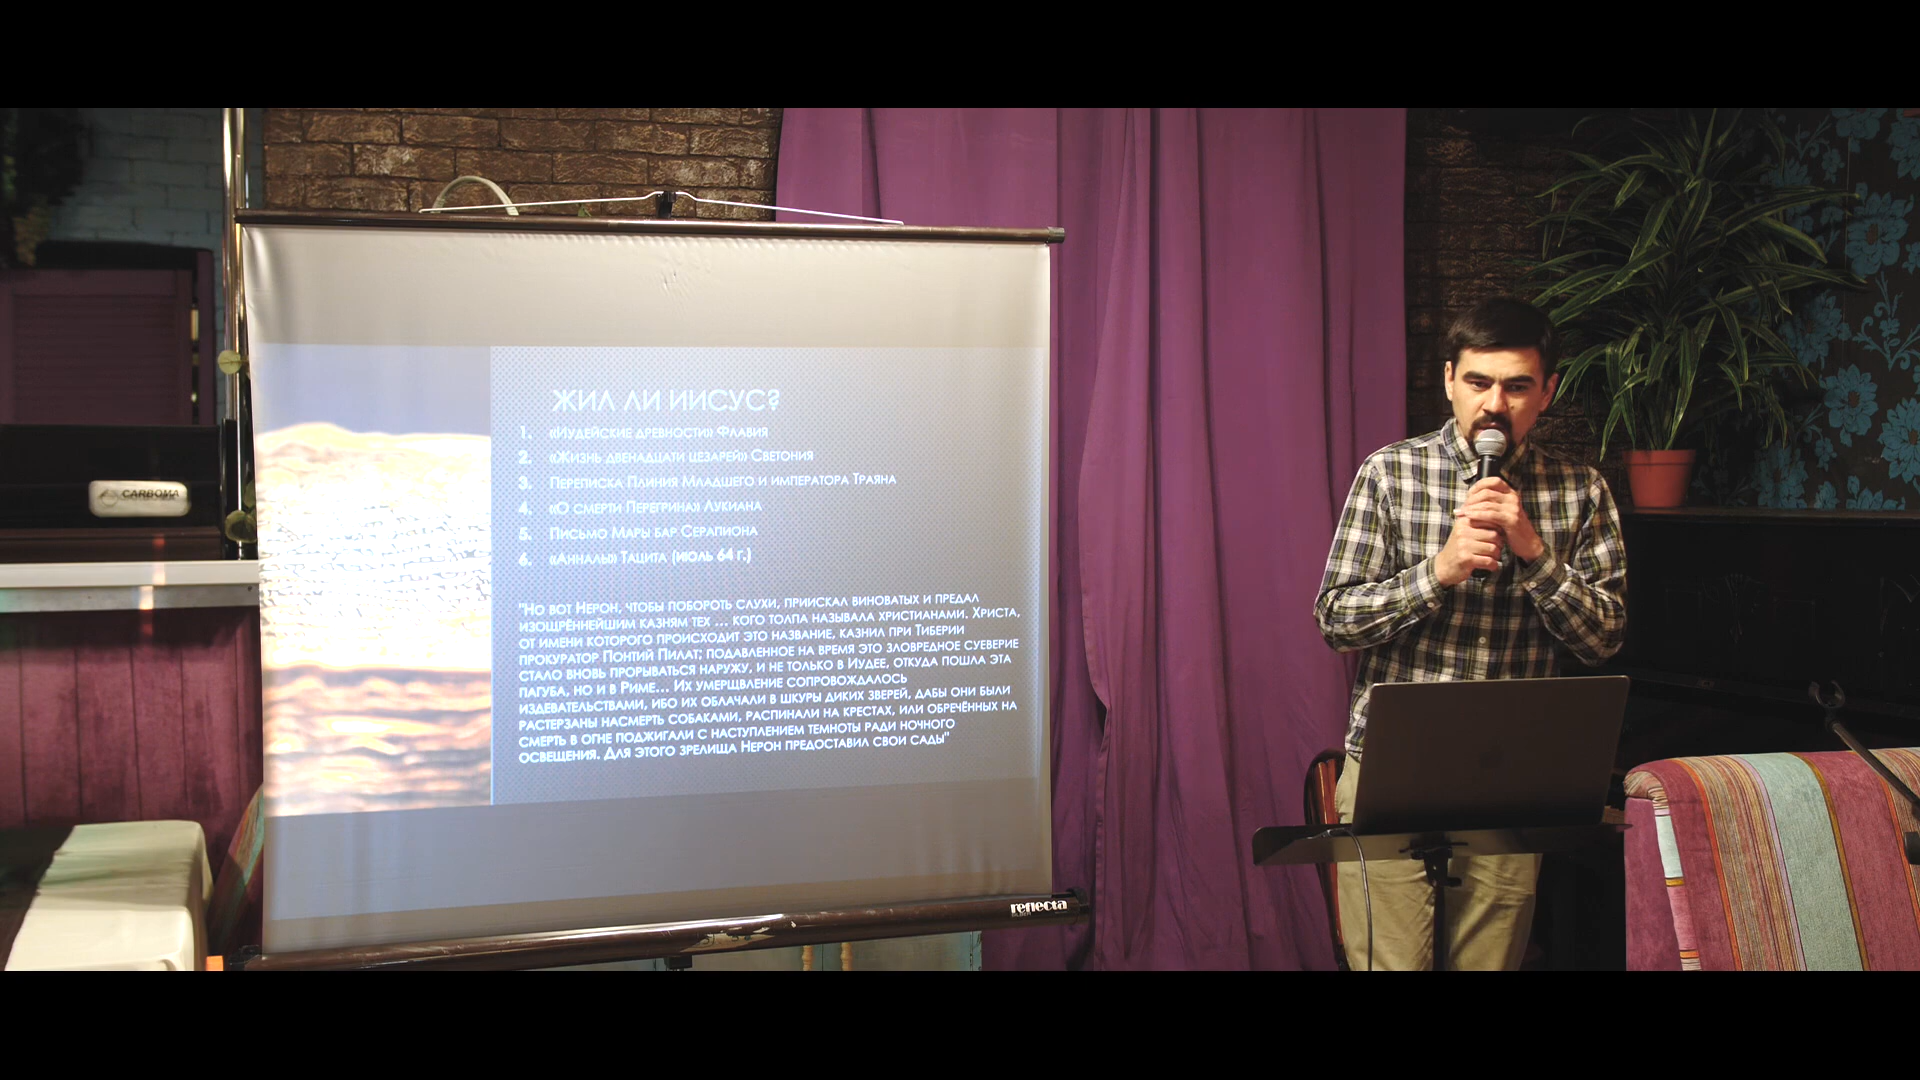 ЖИЛ ЛИ ИИСУС?
1. «Иудейские древности» Флавия
2. «Жизнь двенадцати цезарей» Светония
3. Переписка Плиния Младшего и императора Траяна
4. «О смерти Перегрина» Лукиана
5. Письмо Мары бар Серапиона
6. «Анналы» Тацита (июль 64 г.)
"Но вот Нерон, чтобы побороть слухи, приискал виноватых и предал
изощрённейшим казням тех ... кого толпа называла христианами. Христа,
от имени которого происходит это название, казнил при Тиберии
прокуратор Понтий Пилат; подавленное на время это зловредное суеверие
стало вновь прорываться наружу, и не только в Иудее, откуда пошла эта
пагуба, но и в Риме... Их умерщвление сопровождалось
издевательствами, ибо их облачали в шкуры диких зверей, дабы они были
растерзаны насмерть собаками, распинали на крестах, или обречённых на
смерть в огне поджигали с наступлением темноты ради ночного
освещения. Для этого зрелища Нерон предоставил свои сады"
CARBOMA
reflecta